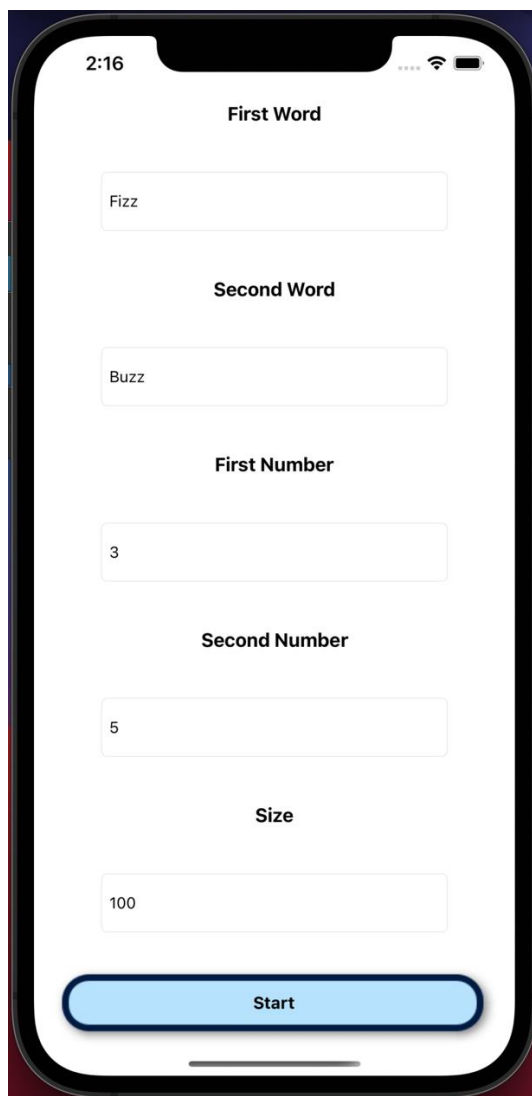 2:16
First Word
Fizz
Second Word
Buzz
First Number
3
Second Number
5
Size
100
Start